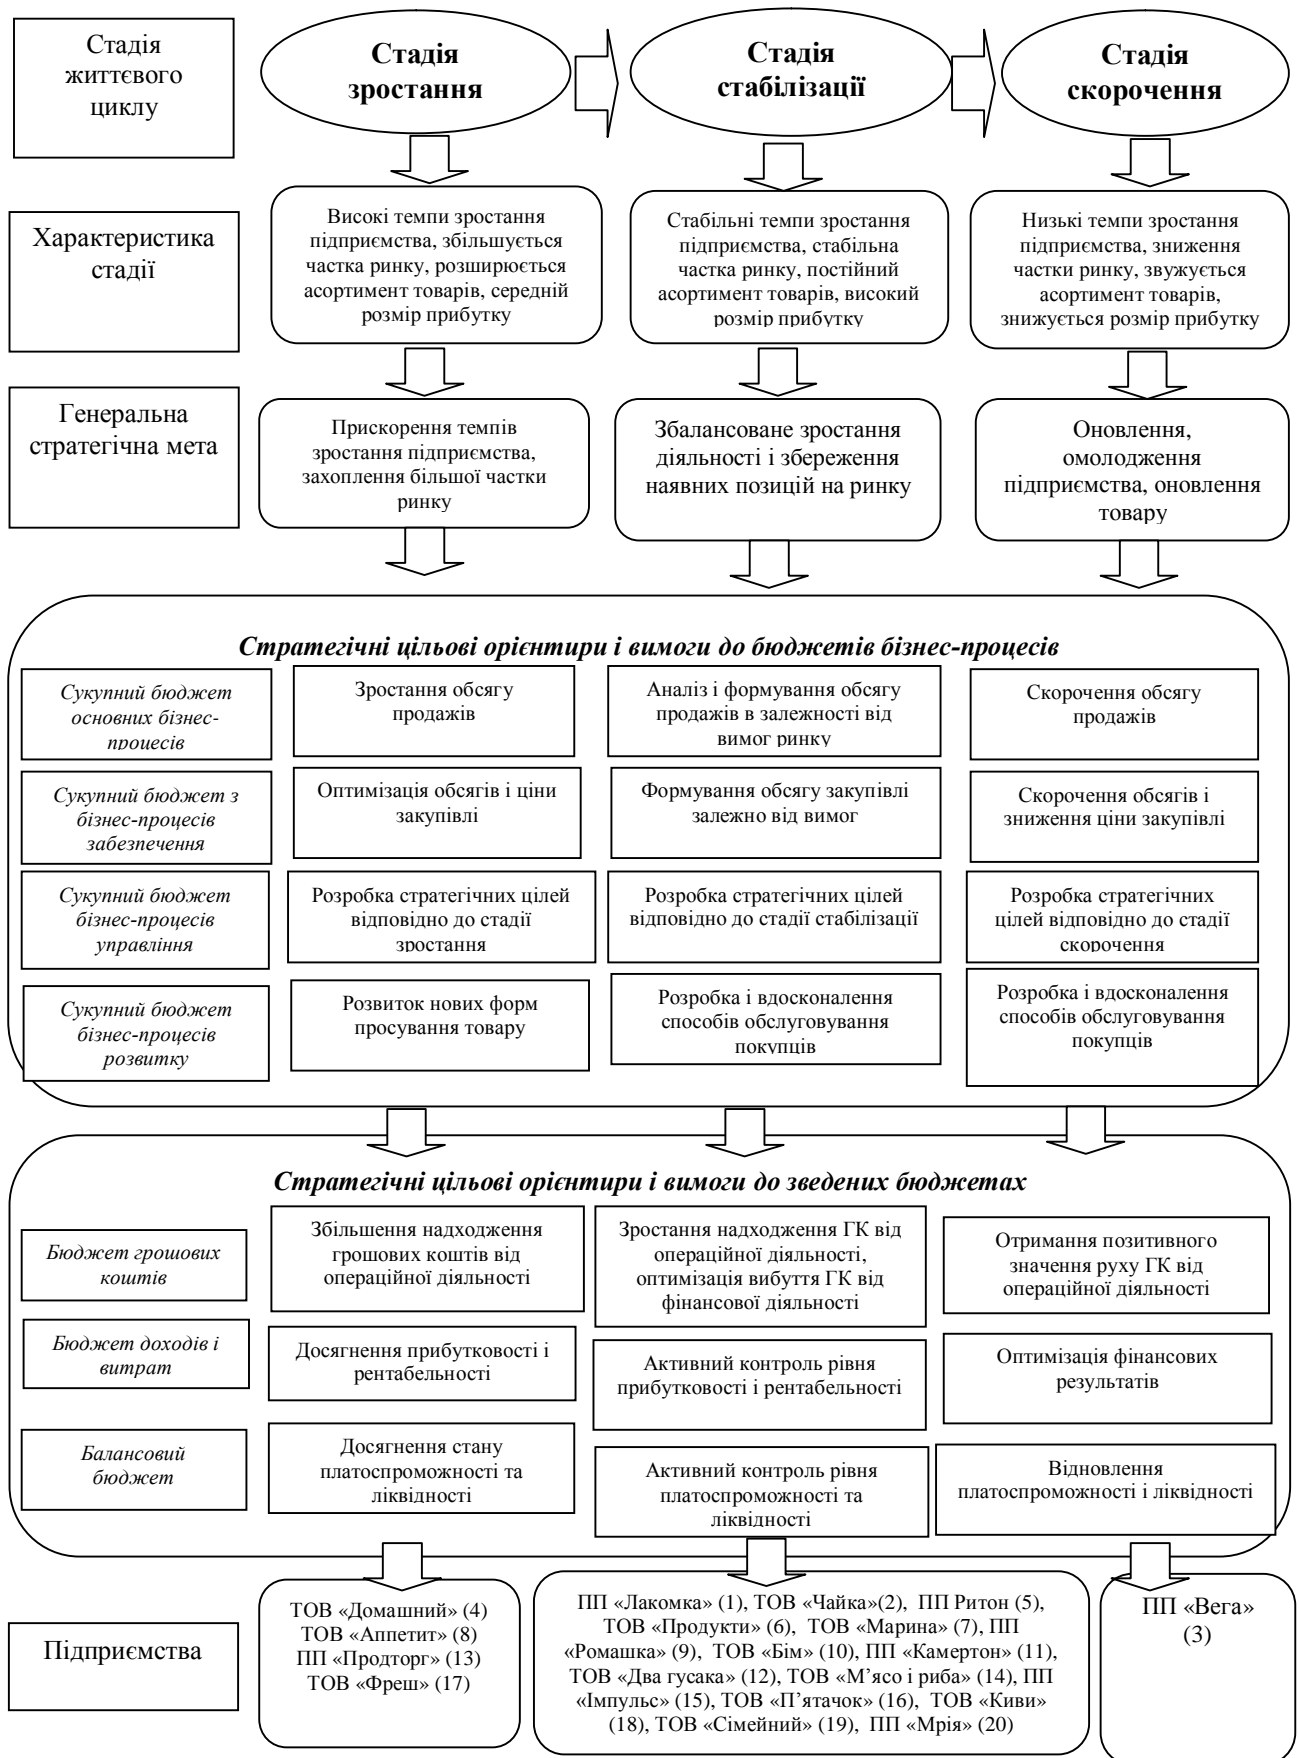 Стадія
життєвого
циклу
Стадія
зростання
Стадія
стабілізації
Стадія
скорочення
Характеристика
стадії
Високі темпи зростання
підприємства, збільшується
частка ринку, розширюється
асортимент товарів, середній
розмір прибутку
Стабільні темпи зростання
підприємства, стабільна
частка ринку, постійний
асортимент товарів, високий
розмір прибутку
Низькі темпи зростання
підприємства, зниження
частки ринку, звужується
асортимент товарів,
знижується розмір прибутку
Генеральна
стратегічна мета
Прискорення темпів
зростання підприємства,
захоплення більшої частки
ринку
Збалансоване зростання
діяльності і збереження
наявних позицій на ринку
Оновлення,
омолодження
підприємства, оновлення
товару
Стратегічні цільові орієнтири і вимоги до бюджетів бізнес-процесів
Сукупний бюджет
основних бізнес-
процесів
Зростання обсягу
продажів
Аналіз і формування обсягу
продажів в залежності від
вимог ринку
Скорочення обсягу
продажів
Сукупний бюджет з
бізнес-процесів
забезпечення
Оптимізація обсягів і ціни
закупівлі
Формування обсягу закупівлі
залежно від вимог
Скорочення обсягів і
зниження ціни закупівлі
Сукупний бюджет
бізнес-процесів
управління
Розробка стратегічних цілей
відповідно до стадії
зростання
Розробка стратегічних цілей
відповідно до стадії стабілізації
Розробка стратегічних
цілей відповідно до стадії
скорочення
Сукупний бюджет
бізнес-процесів
розвитку
Розвиток нових форм
просування товару
Розробка і вдосконалення
способів обслуговування
покупців
Розробка і вдосконалення
способів обслуговування
покупців
Стратегічні цільові орієнтири і вимоги до зведених бюджетах
Бюджет грошових
коштів
Збільшення надходження
грошових коштів від
операційної діяльності
Зростання надходження ГК від
операційної діяльності,
оптимізація вибуття ГК від
фінансової діяльності
Отримання позитивного
значення руху ГК від
операційної діяльності
Бюджет доходів і
витрат
Досягнення прибутковості і
рентабельності
Активний контроль рівня
прибутковості і рентабельності
Оптимізація фінансових
результатів
Балансовий
бюджет
Досягнення стану
платоспроможності та
ліквідності
Активний контроль рівня
платоспроможності та
ліквідності
Відновлення
платоспроможності і ліквідності
Підприємства
ТОВ «Домашний» (4)
ТОВ «Аппетит» (8)
ПП «Продторг» (13)
ТОВ «Фреш» (17)
ПП «Лакомка» (1), ТОВ «Чайка»(2), ПП Ритон (5),
ТОВ «Продукти» (6), ТОВ «Марина» (7), ПП
«Ромашка» (9), ТОВ «Бім» (10), ПП «Камертон» (11),
ТОВ «Два гусака» (12), ТОВ «М’ясо і риба» (14), ПП
«Імпульс» (15), ТОВ «П’ятачок» (16), ТОВ «Киви»
(18), ТОВ «Сімейний» (19), ПП «Мрія» (20)
ПП «Вега»
(3)